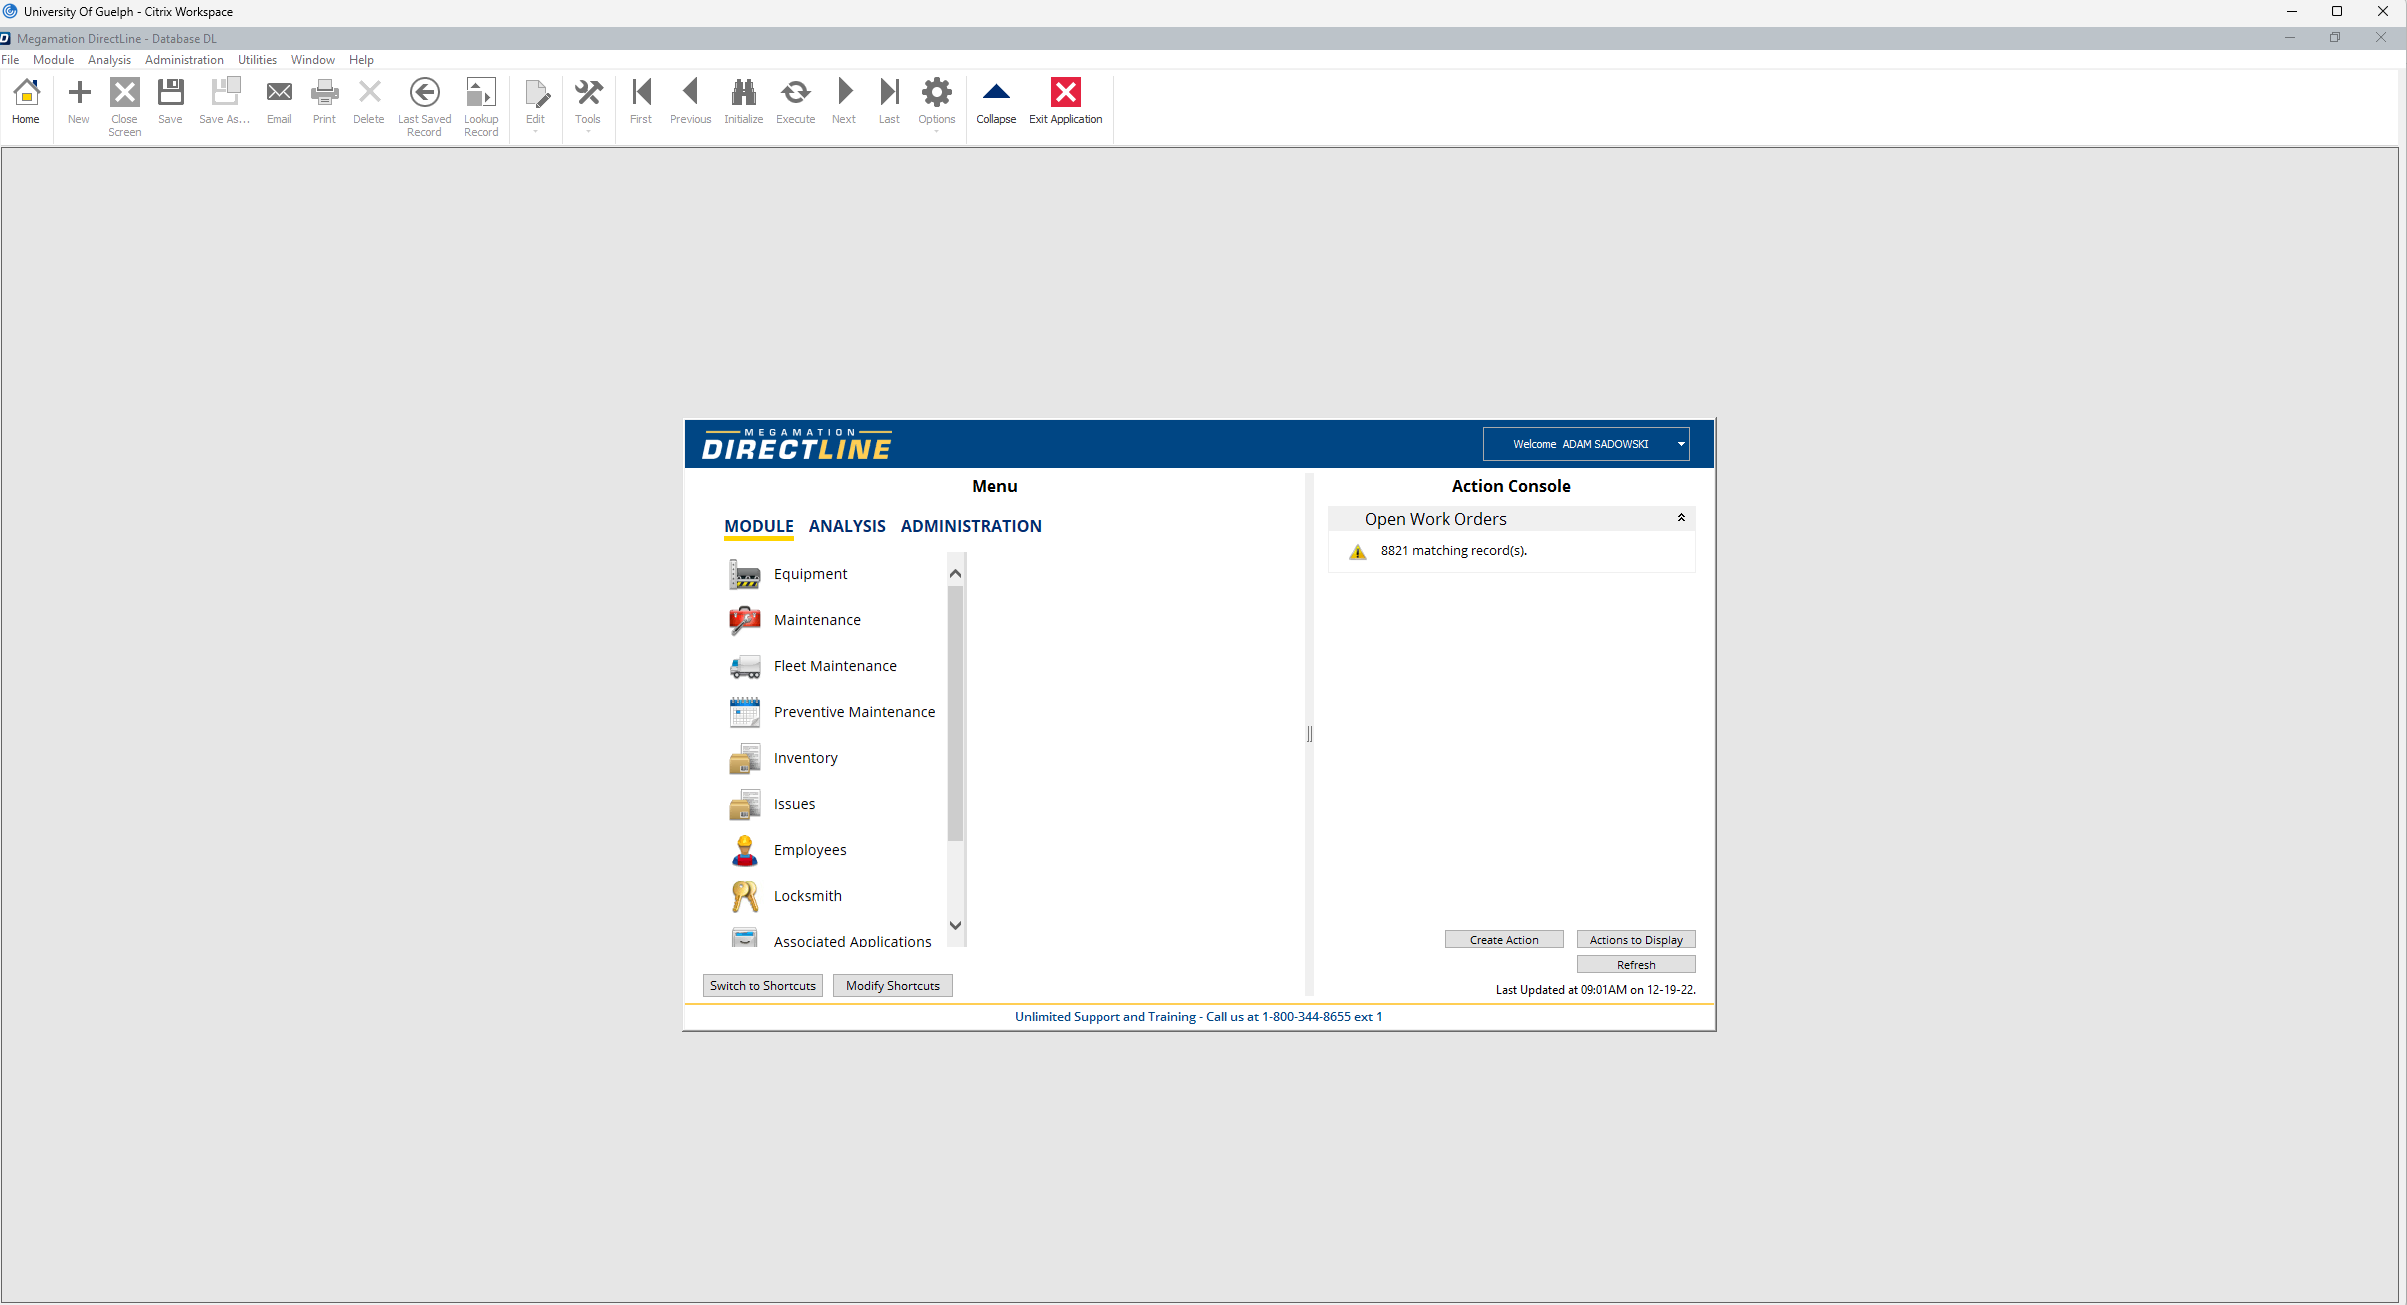 University Of Guelph - Citrix Workspace
Megamation DirectLine - Database DL
File Module Analysis Administration Utilities Window Help
Home New Close Screen Save Save As... Email Print Delete Last Saved Record Lookup Record Edit Tools First Previous Initialize Execute Next Last Options Collapse Exit Application
MEGAMATION
DIRECTLINE
Welcome ADAM SADOWSKI
Menu
MODULE ANALYSIS ADMINISTRATION
Equipment
Maintenance
Fleet Maintenance
Preventive Maintenance
Inventory
Issues
Employees
Locksmith
Associated Applications
Switch to Shortcuts Modify Shortcuts
Action Console
Open Work Orders
8821 matching record(s).
Create Action Actions to Display
Refresh
Last Updated at 09:01AM on 12-19-22.
Unlimited Support and Training - Call us at 1-800-344-8655 ext 1